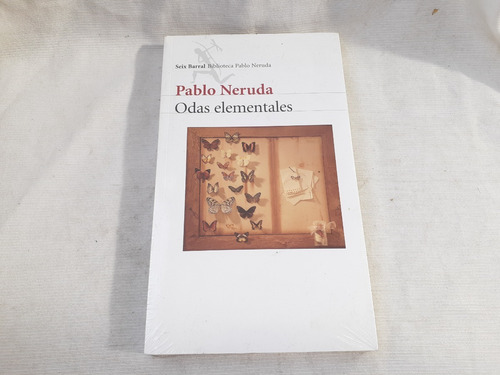 Seix Barral Biblioteca Pablo Neruda
Pablo Neruda
Odas elementales